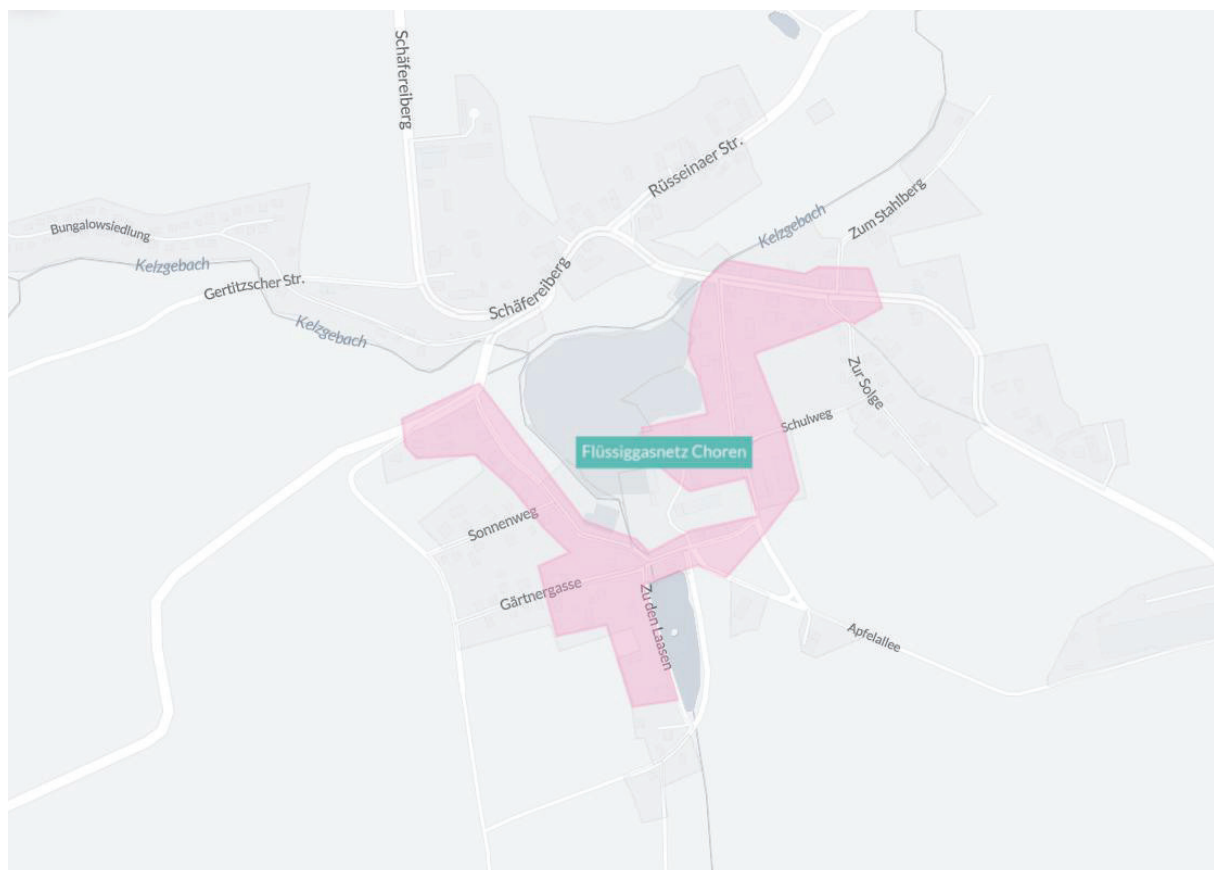 Schäfereiberg
Rüsseinaer Str.
Zum Stahlberg
Kelzgebach
Bungalowsiedlung
Kelzgebach
Gertitzscher Str.
Schäfereiberg
Kelzgebach
Zur Solge
Schulweg
Flüssiggasnetz Choren
Sonnenweg
Gärtnergasse
Zu den Laasen
Apfelallee